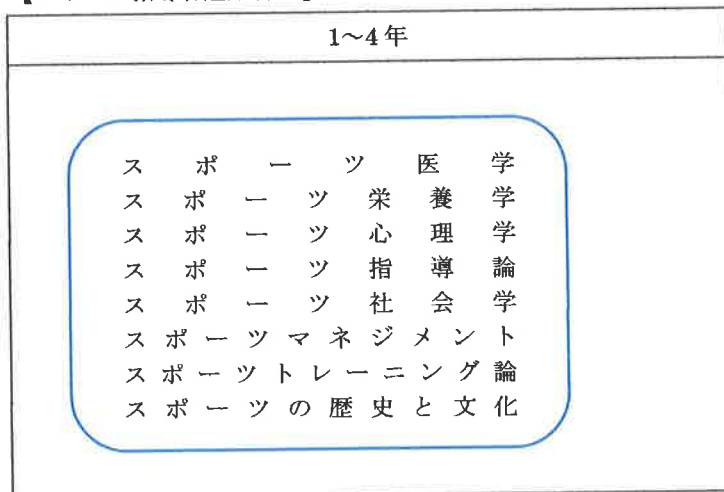 1~4年
スポーツ医学
スポーツ栄養学
スポーツ心理学
スポーツ指導論
スポーツ社会学
スポーツマネジメント
スポーツトレーニング論
スポーツの歴史と文化